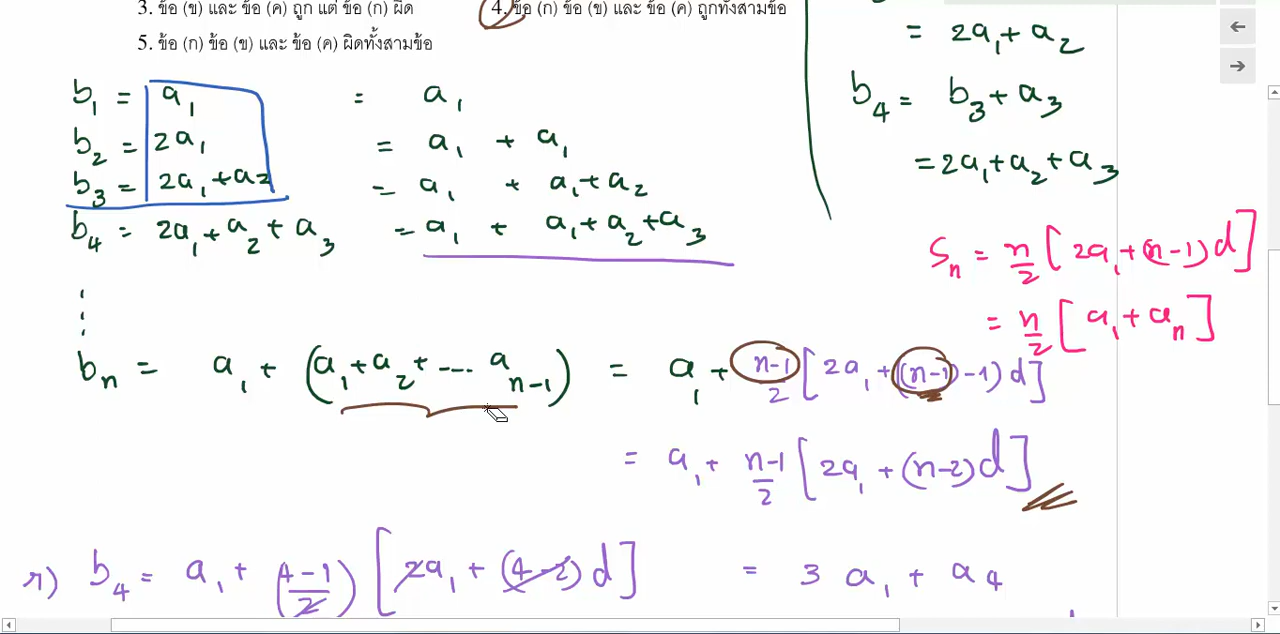 3. ข้อ (ข) และ ข้อ (ค) ถูก แต่ ข้อ (ก) ผิด
4. ข้อ (ก) ข้อ (ข) และ ข้อ (ค) ถูกทั้งสามข้อ
5. ข้อ (ก) ข้อ (ข) และ ข้อ (ค) ผิดทั้งสามข้อ
= 2a₁ + a₂
b₄ = b₃ + a₃
= 2a₁ + a₂ + a₃
b₁ = a₁ = a₁
b₂ = 2a₁ = a₁ + a₁
b₃ = 2a₁ + a₂ = a₁ + a₁ + a₂
b₄ = 2a₁ + a₂ + a₃ = a₁ + a₁ + a₂ + a₃
Sₙ = n/2 [2a₁ + (n-1)d]
= n/2 [a₁ + aₙ]
bₙ = a₁ + (a₁ + a₂ + ---- aₙ₋₁) = a₁ + n-1/2 [2a₁ + ((n-1)-1)d]
= a₁ + n-1/2 [2a₁ + (n-2)d]
ก) b₄ = a₁ + (4-1/2) [2a₁ + (4-2)d] = 3a₁ + a₄